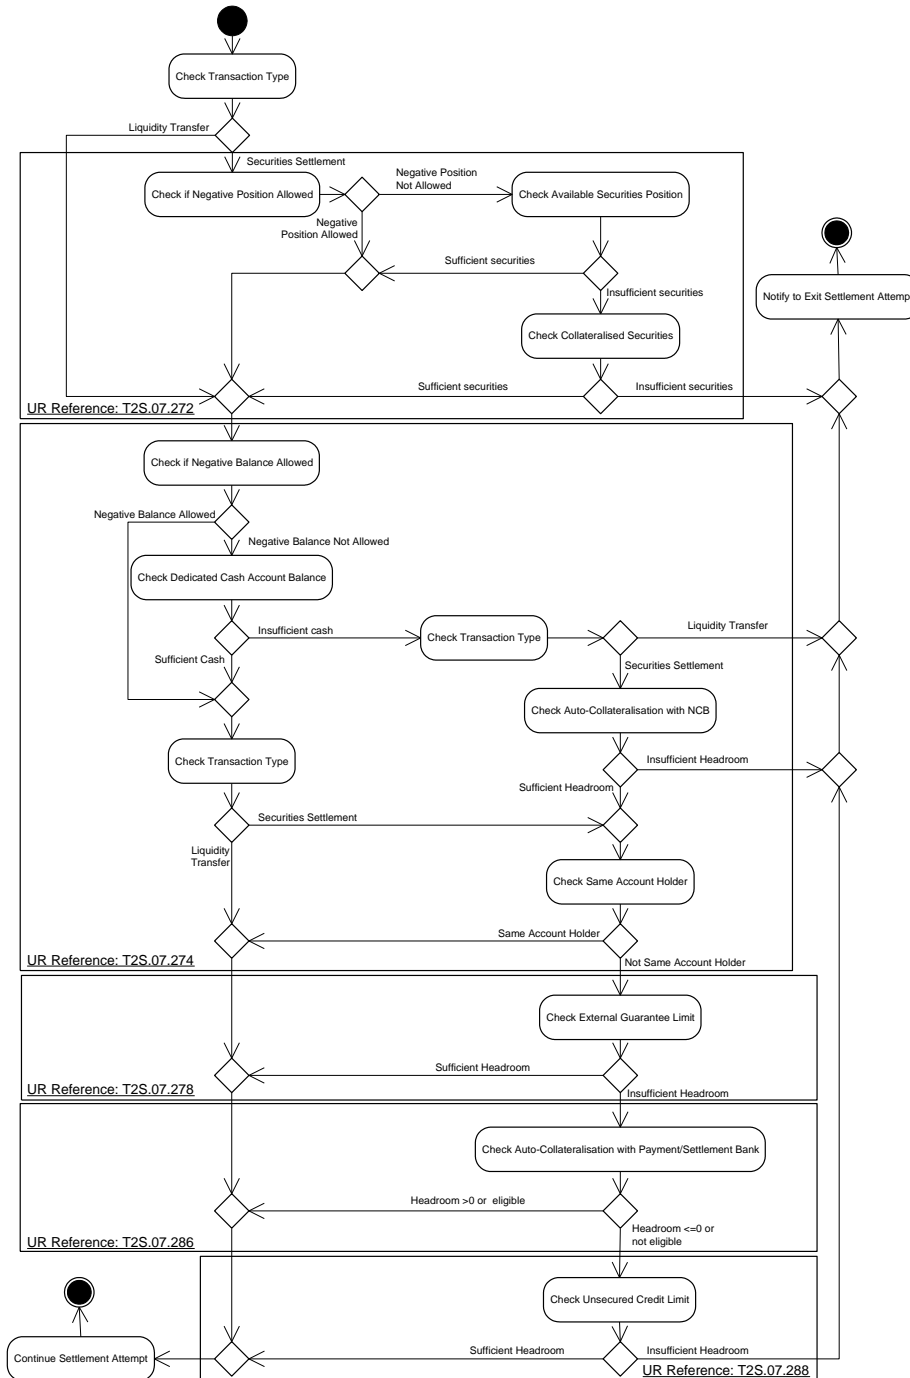 Check Transaction Type
Liquidity Transfer
Securities Settlement
Check if Negative Position Allowed
Negative Position
Not Allowed
Check Available Securities Position
Negative
Position Allowed
Sufficient securities
Insufficient securities
Notify to Exit Settlement Attemp
Check Collateralised Securities
Sufficient securities
Insufficient securities
UR Reference: T2S.07.272
Check if Negative Balance Allowed
Negative Balance Allowed
Negative Balance Not Allowed
Check Dedicated Cash Account Balance
Insufficient cash
Check Transaction Type
Liquidity Transfer
Sufficient Cash
Securities Settlement
Check Auto-Collateralisation with NCB
Check Transaction Type
Insufficient Headroom
Sufficient Headroom
Securities Settlement
Liquidity
Transfer
Check Same Account Holder
Same Account Holder
UR Reference: T2S.07.274
Not Same Account Holder
Check External Guarantee Limit
Sufficient Headroom
UR Reference: T2S.07.278
Insufficient Headroom
Check Auto-Collateralisation with Payment/Settlement Bank
Headroom >0 or eligible
Headroom <=0 or
not eligible
UR Reference: T2S.07.286
Check Unsecured Credit Limit
Continue Settlement Attempt
Sufficient Headroom
Insufficient Headroom
UR Reference: T2S.07.288